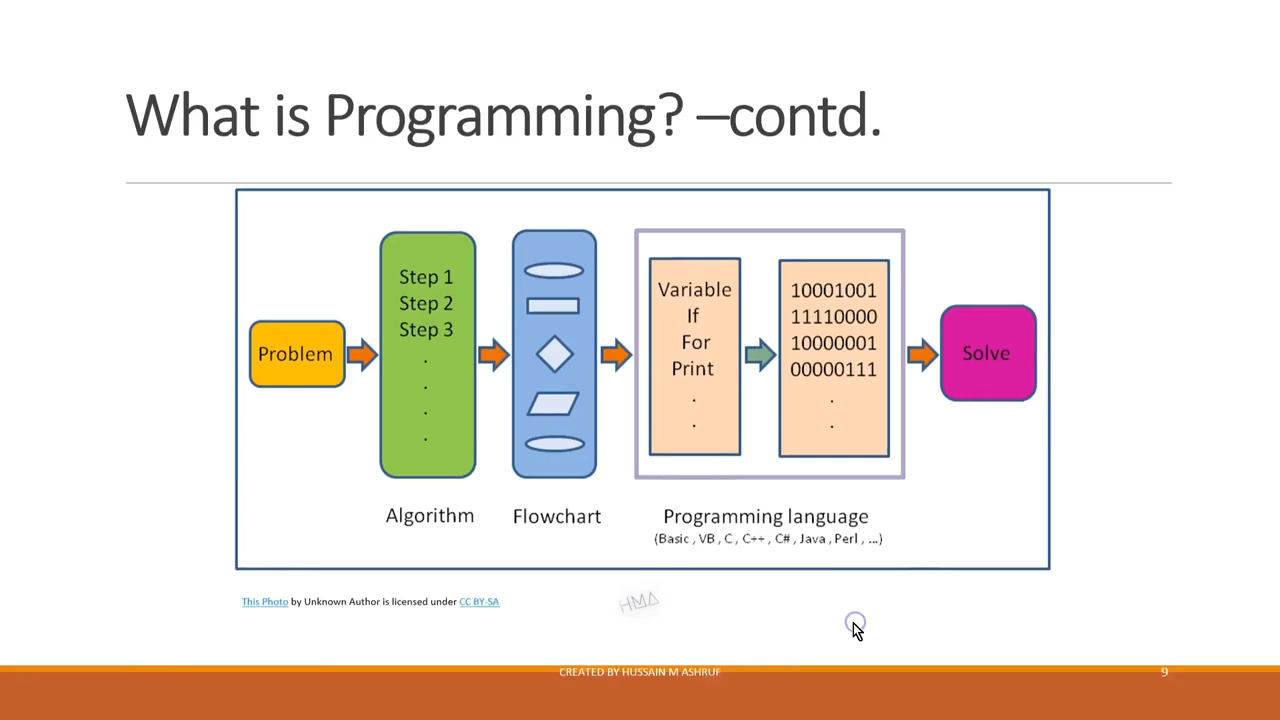 What is Programming? –contd.
Problem
Step 1
Step 2
Step 3
.
.
.
.
Algorithm
Flowchart
Variable
If
For
Print
.
.
10001001
11110000
10000001
00000111
.
.
Programming language
(Basic , VB , C , C++ , C# , Java , Perl , ...)
Solve
This Photo by Unknown Author is licensed under CC BY-SA
HMA
CREATED BY HUSSAIN M ASHRUF
9